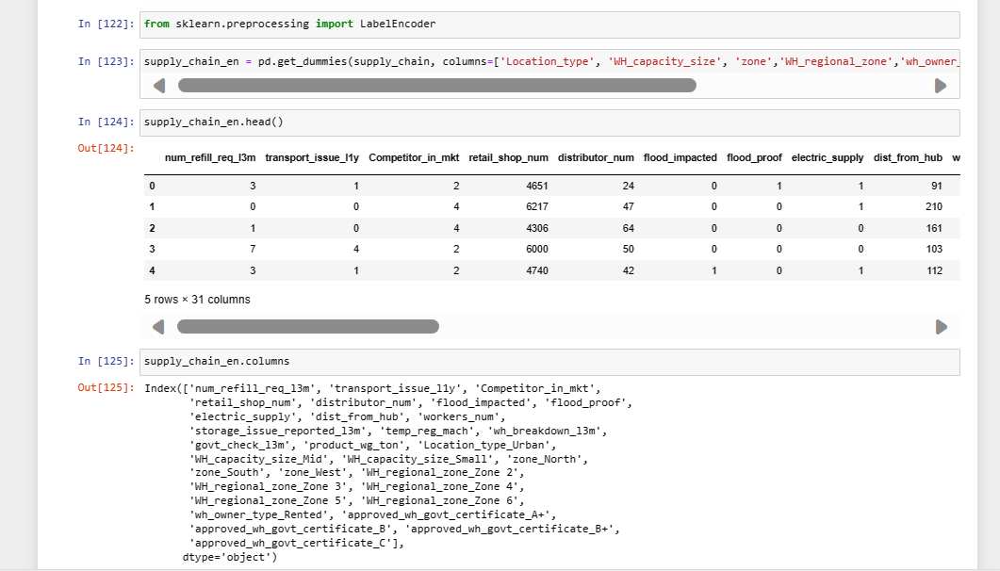 In [122]: from sklearn.preprocessing import LabelEncoder
In [123]: supply_chain_en = pd.get_dummies(supply_chain, columns=['Location_type', 'WH_capacity_size', 'zone','WH_regional_zone','wh_owner_
In [124]: supply_chain_en.head()
Out[124]:
num_refill_req_l3m transport_issue_l1y Competitor_in_mkt retail_shop_num distributor_num flood_impacted flood_proof electric_supply dist_from_hub w
0 3 1 2 4651 24 0 1 1 91
1 0 0 4 6217 47 0 0 1 210
2 1 0 4 4306 64 0 0 0 161
3 7 4 2 6000 50 0 0 0 103
4 3 1 2 4740 42 1 0 1 112
5 rows × 31 columns
In [125]: supply_chain_en.columns
Out[125]: Index(['num_refill_req_l3m', 'transport_issue_l1y', 'Competitor_in_mkt',
'retail_shop_num', 'distributor_num', 'flood_impacted', 'flood_proof',
'electric_supply', 'dist_from_hub', 'workers_num',
'storage_issue_reported_l3m', 'temp_reg_mach', 'wh_breakdown_l3m',
'govt_check_l3m', 'product_wg_ton', 'Location_type_Urban',
'WH_capacity_size_Mid', 'WH_capacity_size_Small', 'zone_North',
'zone_South', 'zone_West', 'WH_regional_zone_Zone 2',
'WH_regional_zone_Zone 3', 'WH_regional_zone_Zone 4',
'WH_regional_zone_Zone 5', 'WH_regional_zone_Zone 6',
'wh_owner_type_Rented', 'approved_wh_govt_certificate_A+',
'approved_wh_govt_certificate_B', 'approved_wh_govt_certificate_B+',
'approved_wh_govt_certificate_C'],
dtype='object')